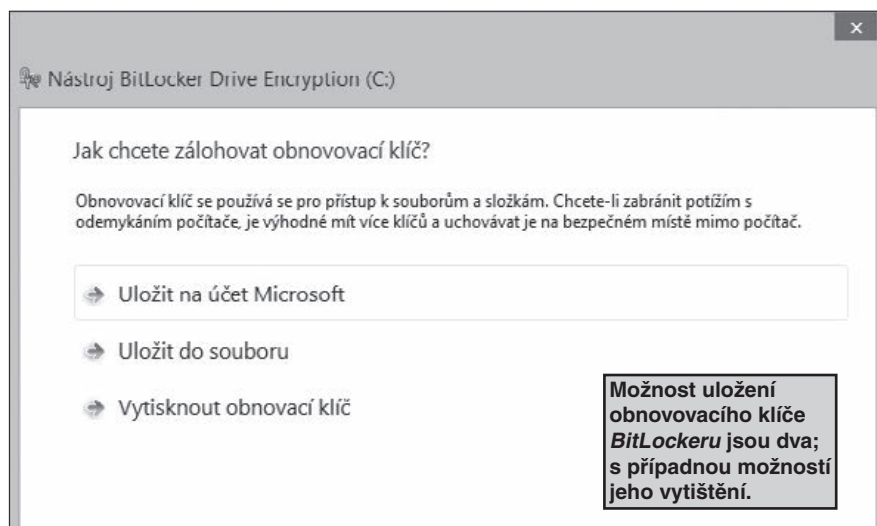 x
Nástroj BitLocker Drive Encryption (C:)
Jak chcete zálohovat obnovovací klíč?
Obnovovací klíč se používá se pro přístup k souborům a složkám. Chcete-li zabránit potížím s
odemykáním počítače, je výhodné mít více klíčů a uchovávat je na bezpečném místě mimo počítač.
Uložit na účet Microsoft
Uložit do souboru
Vytisknout obnovací klíč
Možnost uložení
obnovovacího klíče
BitLockeru jsou dva;
s případnou možností
jeho vytištění.